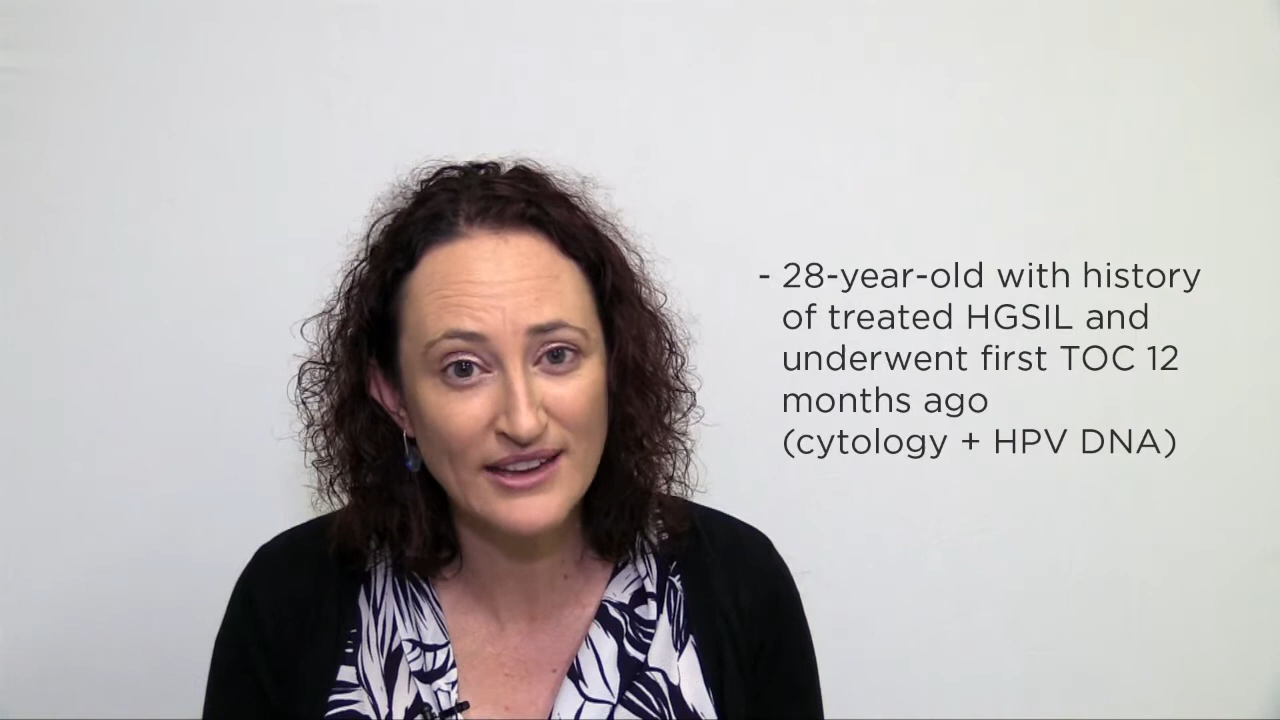 - 28-year-old with history
of treated HGSIL and
underwent first TOC 12
months ago
(cytology + HPV DNA)